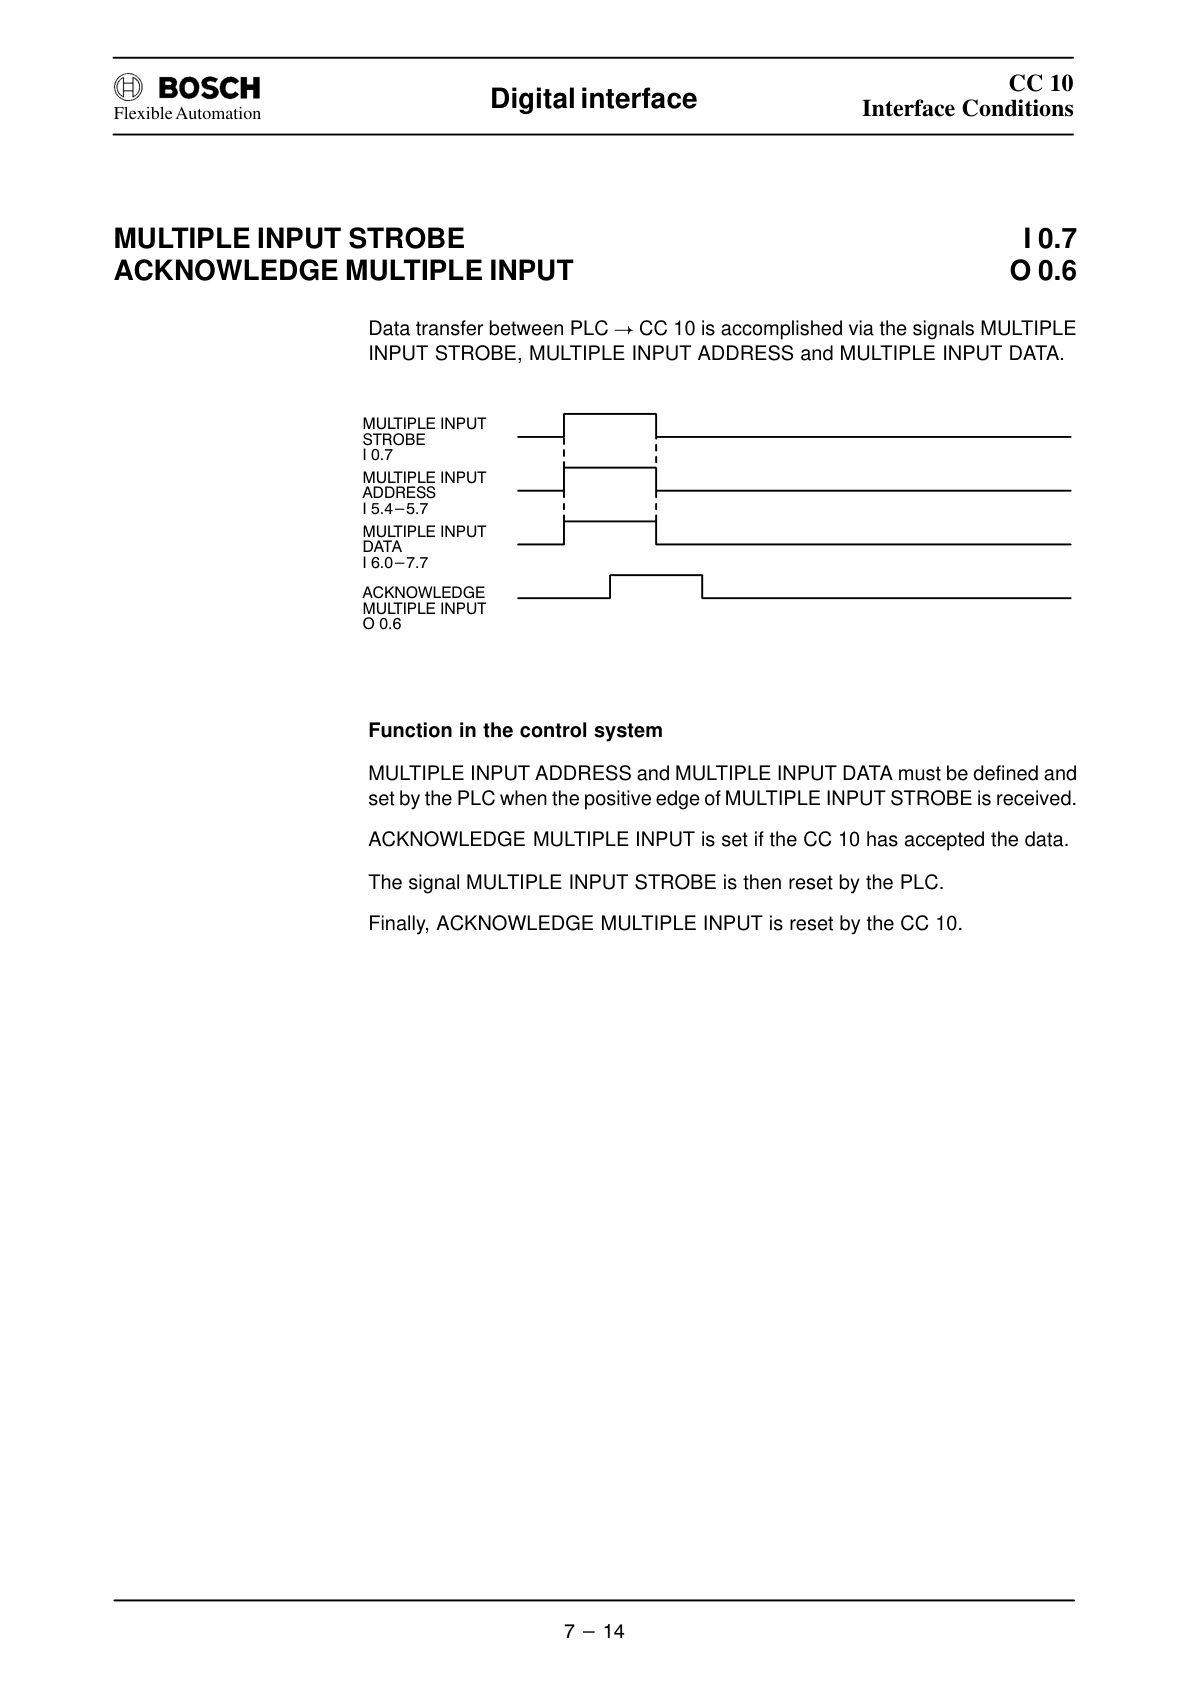 BOSCH
Flexible Automation
Digital interface
CC 10
Interface Conditions
MULTIPLE INPUT STROBE I 0.7
ACKNOWLEDGE MULTIPLE INPUT O 0.6
Data transfer between PLC → CC 10 is accomplished via the signals MULTIPLE
INPUT STROBE, MULTIPLE INPUT ADDRESS and MULTIPLE INPUT DATA.
MULTIPLE INPUT
STROBE
I 0.7
MULTIPLE INPUT
ADDRESS
I 5.4–5.7
MULTIPLE INPUT
DATA
I 6.0–7.7
ACKNOWLEDGE
MULTIPLE INPUT
O 0.6
Function in the control system
MULTIPLE INPUT ADDRESS and MULTIPLE INPUT DATA must be defined and
set by the PLC when the positive edge of MULTIPLE INPUT STROBE is received.
ACKNOWLEDGE MULTIPLE INPUT is set if the CC 10 has accepted the data.
The signal MULTIPLE INPUT STROBE is then reset by the PLC.
Finally, ACKNOWLEDGE MULTIPLE INPUT is reset by the CC 10.
7 – 14